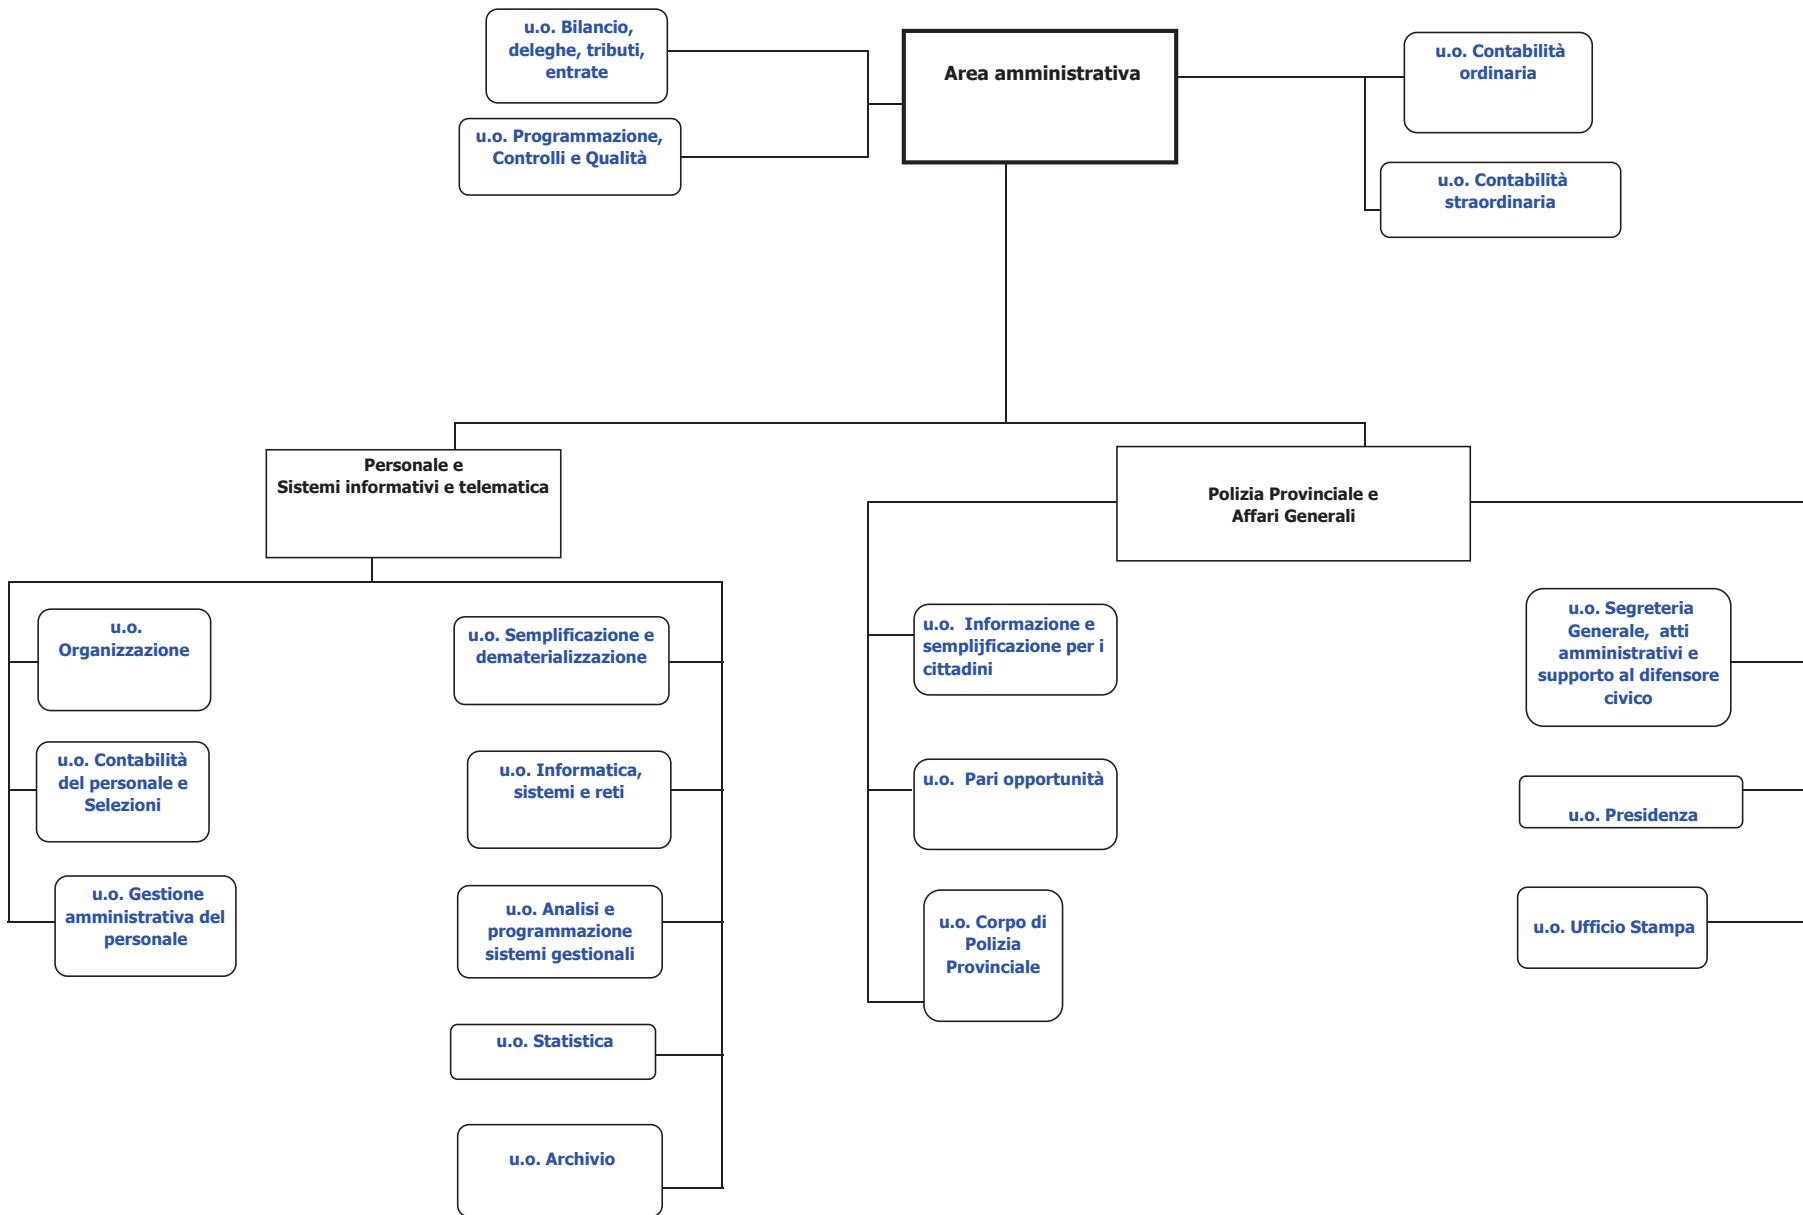 u.o. Bilancio,
deleghe, tributi,
entrate
Area amministrativa
u.o. Contabilità
ordinaria
u.o. Programmazione,
Controlli e Qualità
u.o. Contabilità
straordinaria
Personale e
Sistemi informativi e telematica
Polizia Provinciale e
Affari Generali
u.o.
Organizzazione
u.o. Semplificazione e
dematerializzazione
u.o.  Informazione e
semplijficazione per i
cittadini
u.o. Segreteria
Generale,  atti
amministrativi e
supporto al difensore
civico
u.o. Contabilità
del personale e
Selezioni
u.o. Informatica,
sistemi e reti
u.o.  Pari opportunità
u.o. Presidenza
u.o. Gestione
amministrativa del
personale
u.o. Analisi e
programmazione
sistemi gestionali
u.o. Corpo di
Polizia
Provinciale
u.o. Ufficio Stampa
u.o. Statistica
u.o. Archivio